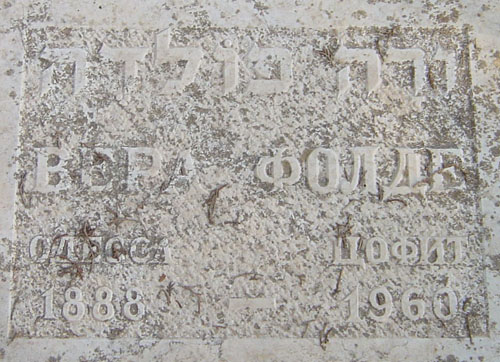 ורה פולדה
ВЕРА ФОЛДЕ
ОДЕССА ЦОФИТ
1888 — 1960